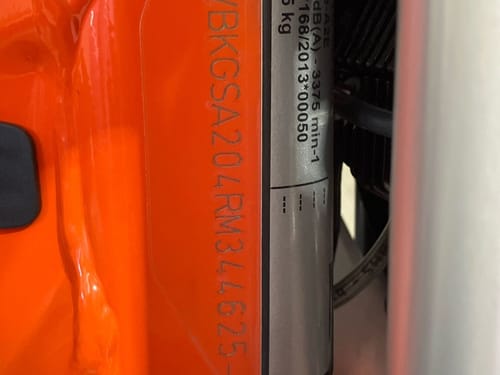 VBKGSA204RM344625-
dB(A) - 3375 min-1
168/2013*00050
5 kg
---
---
---